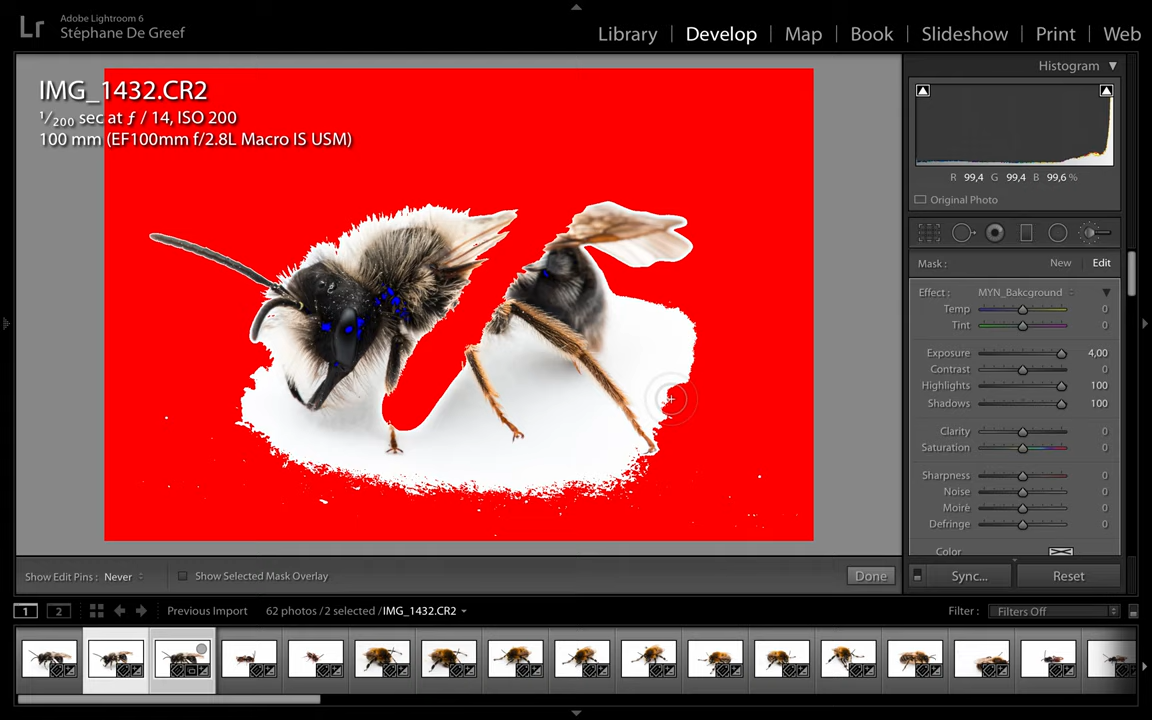 Lr
Adobe Lightroom 6
Stéphane De Greef
Library | Develop | Map | Book | Slideshow | Print | Web
IMG_1432.CR2
1/200 sec at ƒ / 14, ISO 200
100 mm (EF100mm f/2.8L Macro IS USM)
Histogram
R 99,4 G 99,4 B 99,6 %
Original Photo
Mask : New Edit
Effect : MYN_Bakcground
Temp 0
Tint 0
Exposure 4,00
Contrast 0
Highlights 100
Shadows 100
Clarity 0
Saturation 0
Sharpness 0
Noise 0
Moiré 0
Defringe 0
Color
Show Edit Pins : Never Show Selected Mask Overlay Done
Sync... Reset
1 2 Previous Import 62 photos /2 selected /IMG_1432.CR2 Filter : Filters Off